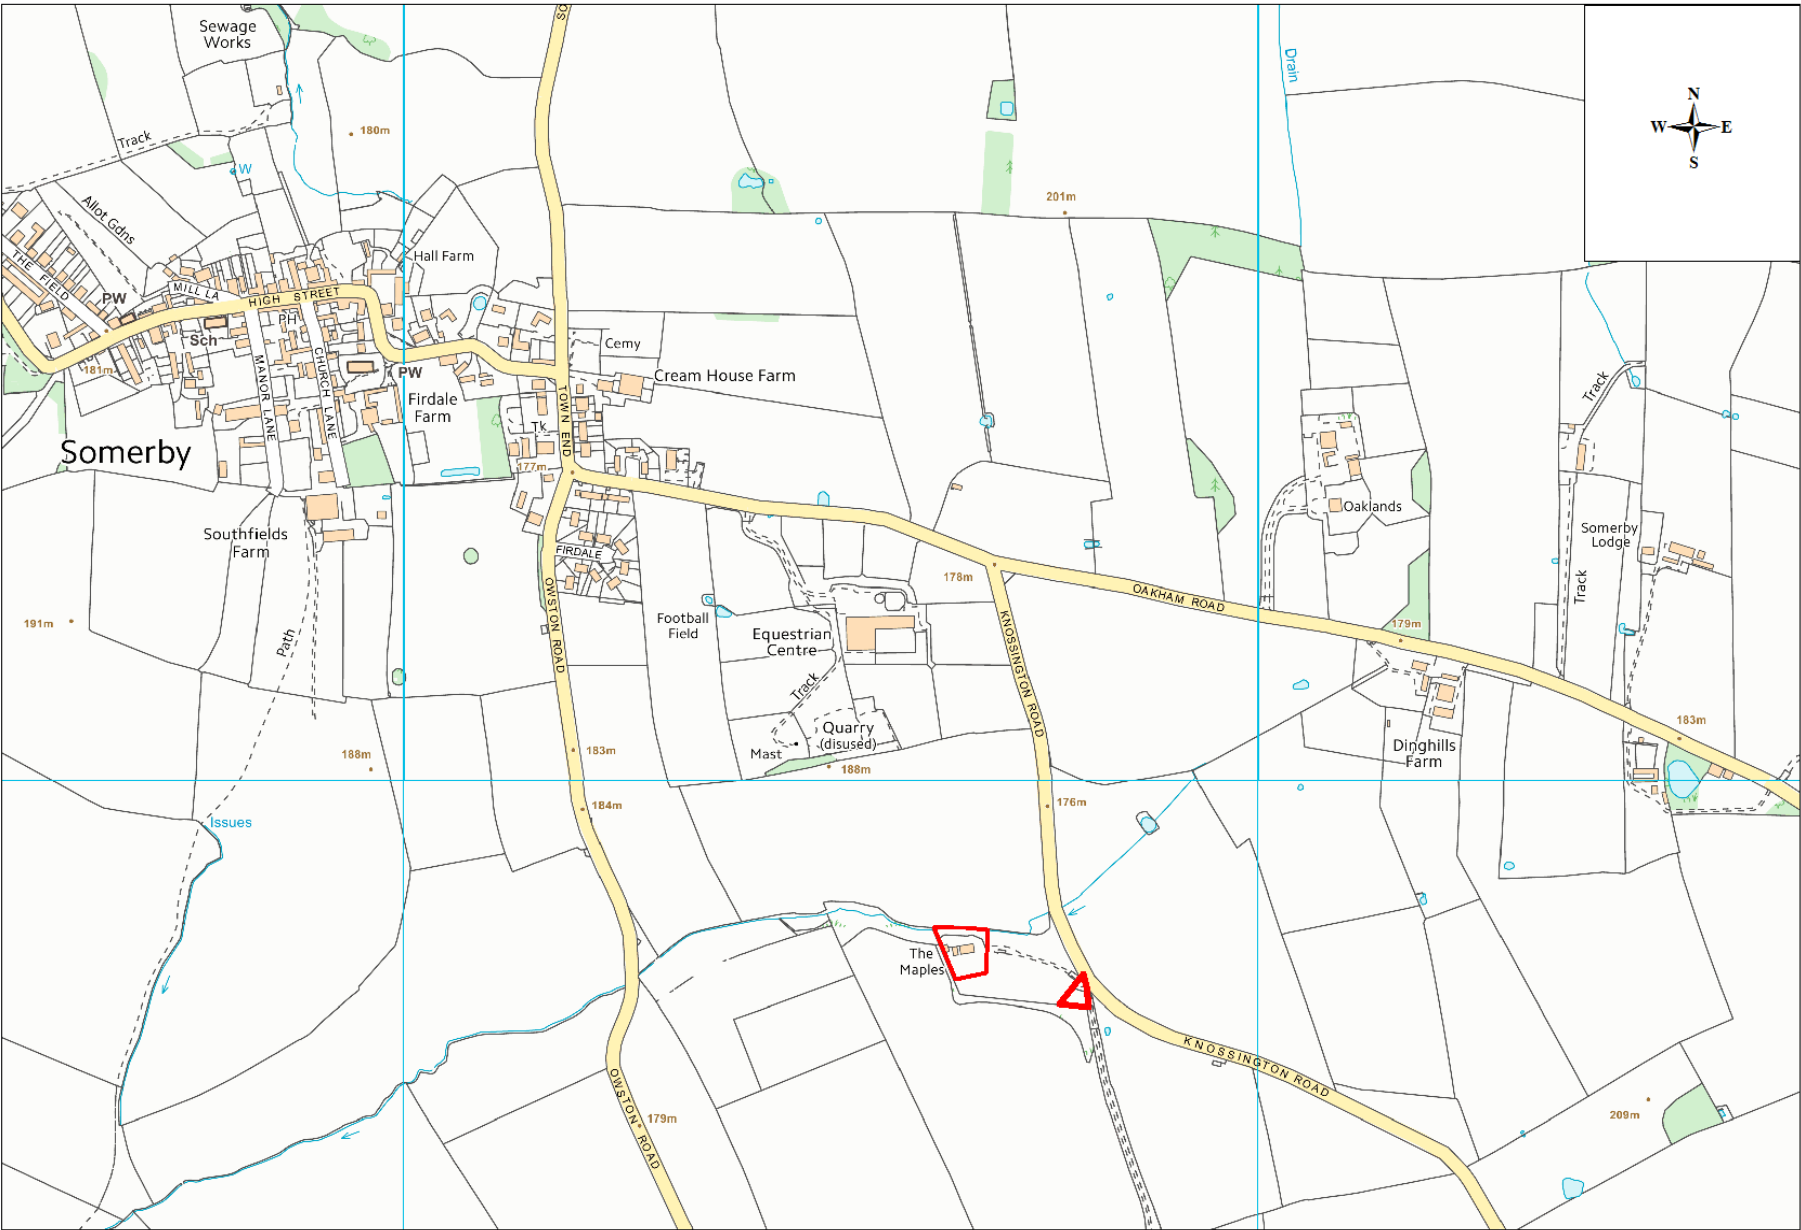 Sewage
Works
SO
Drain
N
W E
S
180m
Track
W
201m
Allot Gdns
Hall Farm
THE FIELD
PW
MILL LA
HIGH STREET
PH
Sch
Cemy
181m
MANOR LANE
CHURCH LANE
PW
Cream House Farm
Firdale
Farm
TOWN END
Track
Tk
Somerby
177m
Oaklands
Southfields
Farm
Somerby
Lodge
FIRDALE
178m
OAKHAM ROAD
OWSTON ROAD
Track
191m
Football
Field
Equestrian
Centre
179m
Path
KNOSSINGTON ROAD
Track
183m
Quarry
(disused)
188m
183m
Mast
188m
Dinghills
Farm
184m
176m
Issues
The
Maples
KNOSSINGTON ROAD
OWSTON ROAD
179m
209m